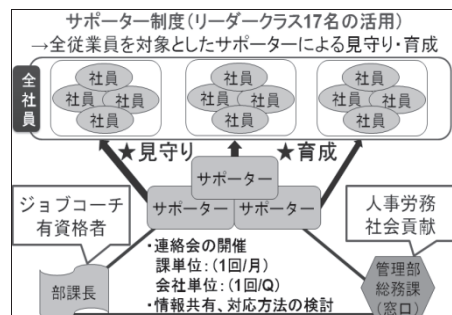 サポーター制度(リーダークラス17名の活用)
→全従業員を対象としたサポーターによる見守り・育成
全社員
社員
社員 社員
社員
社員
社員 社員
社員
社員
社員 社員
社員
★見守り ★育成
サポーター
サポーター サポーター
ジョブコーチ
有資格者
人事労務
社会貢献
・連絡会の開催
課単位:(1回/月)
会社単位:(1回/Q)
・情報共有、対応方法の検討
部課長
管理部
総務課
(窓口)